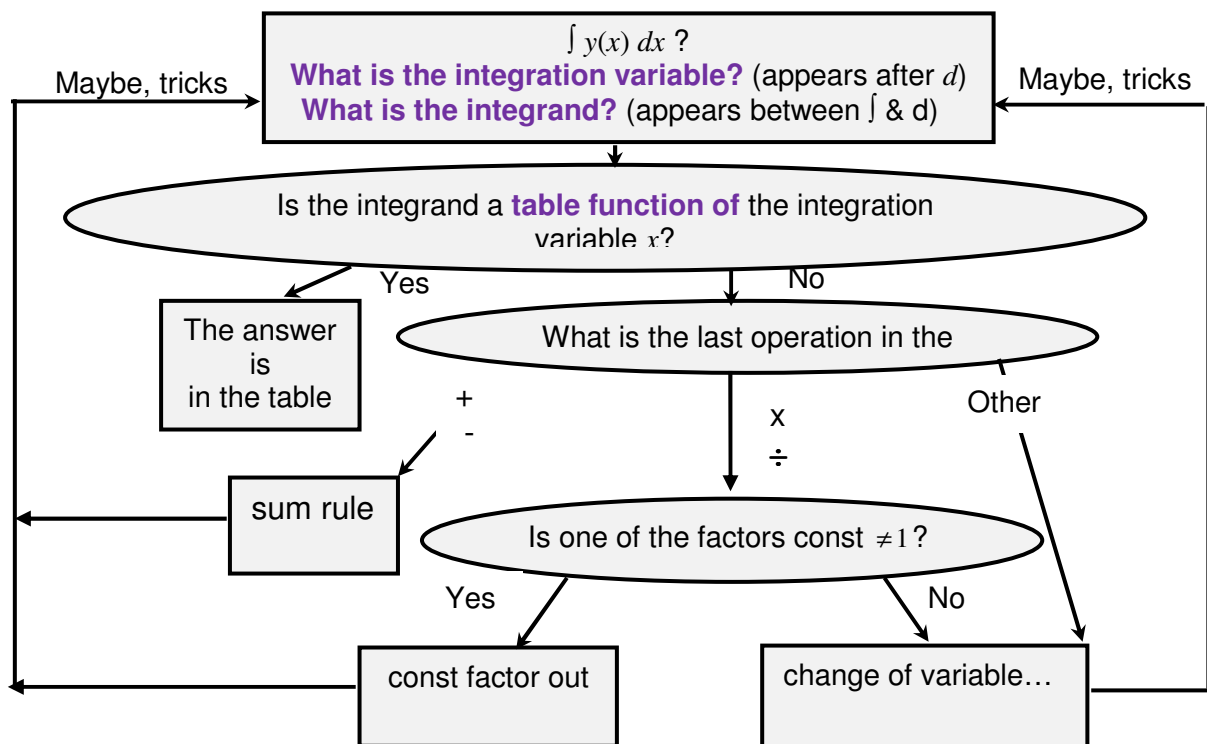 ∫ y(x) dx ?
What is the integration variable? (appears after d)
What is the integrand? (appears between ∫ & d)
Maybe, tricks
Maybe, tricks
Is the integrand a table function of the integration
variable x?
Yes
No
The answer
is
in the table
What is the last operation in the
+
-
x
÷
Other
sum rule
Is one of the factors const ≠1?
Yes
No
const factor out
change of variable…